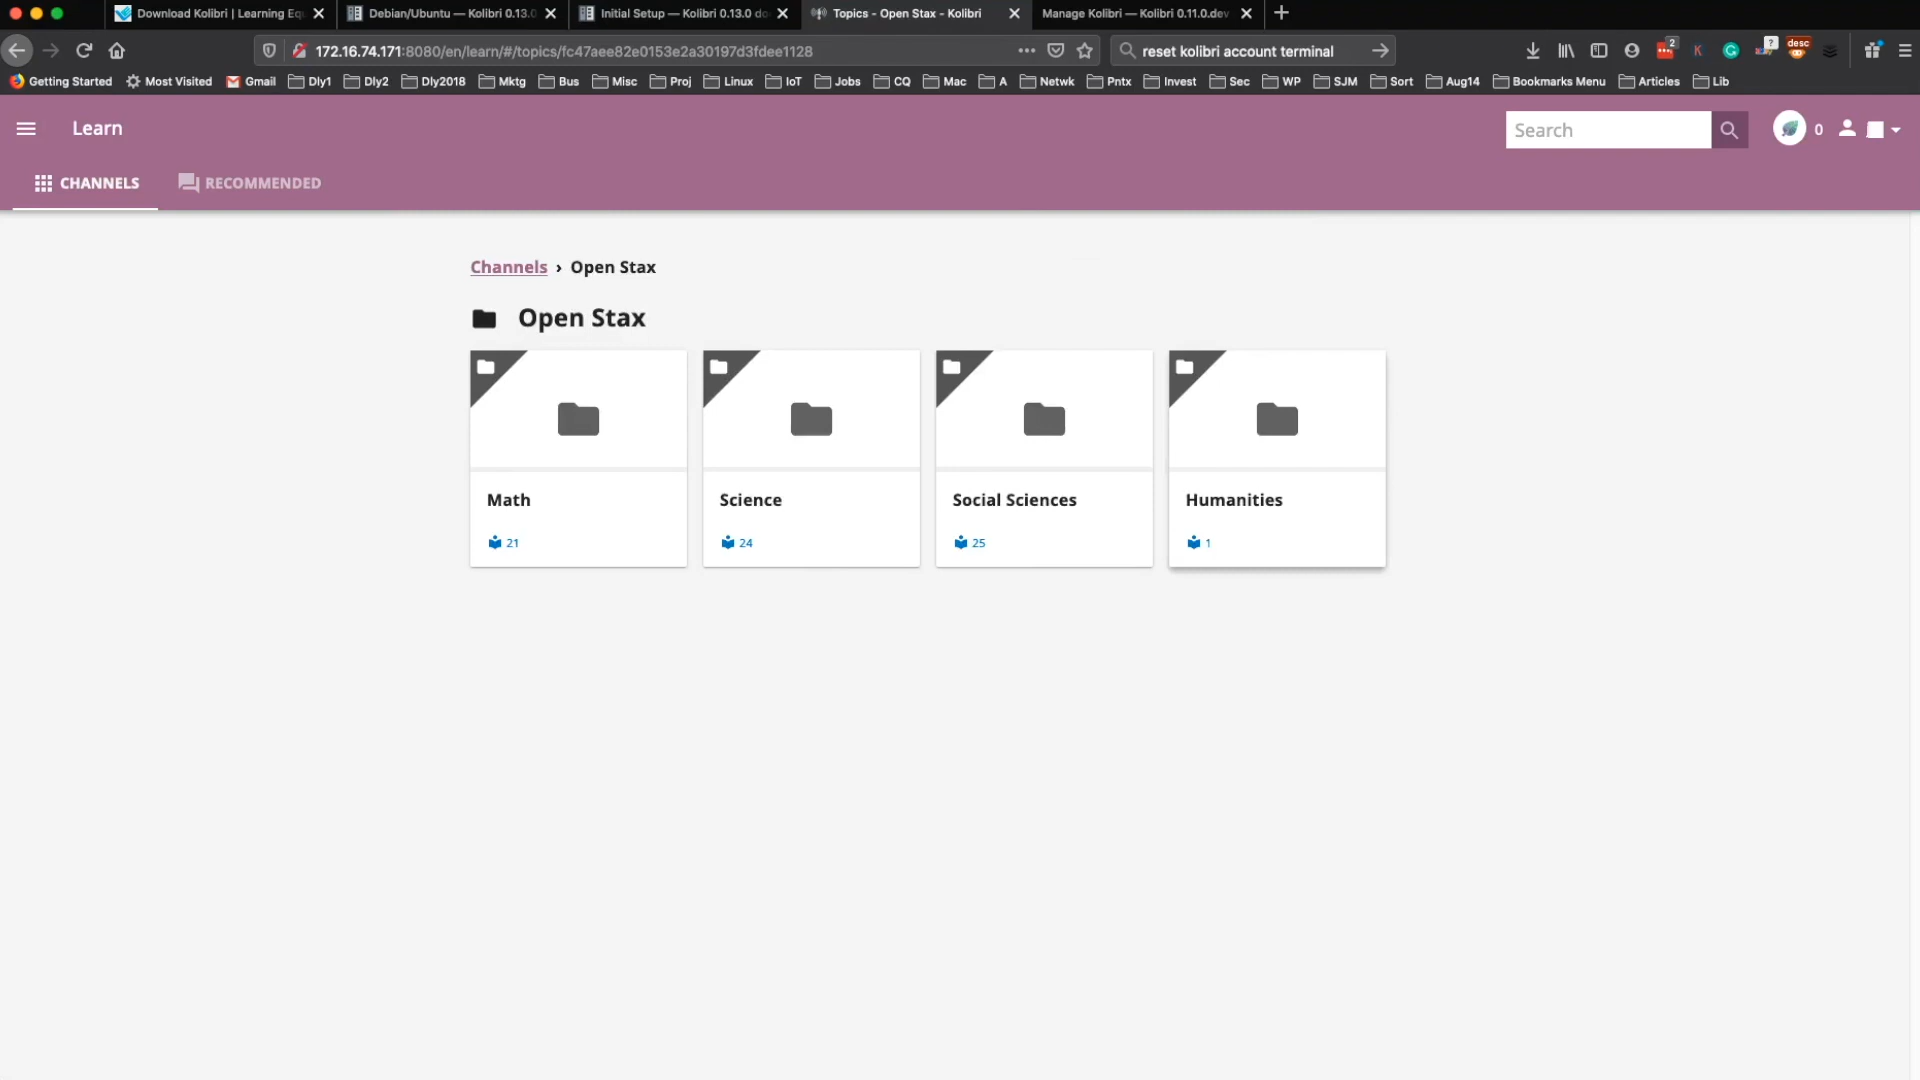 Download Kolibri | Learning Equ
Debian/Ubuntu — Kolibri 0.13.0
Initial Setup — Kolibri 0.13.0 do
Topics - Open Stax - Kolibri
Manage Kolibri — Kolibri 0.11.0.dev
172.16.74.171:8080/en/learn/#/topics/fc47aee82e0153e2a30197d3fdee1128
reset kolibri account terminal
2
?
desc
Getting Started
Most Visited
Gmail
Dly1
Dly2
Dly2018
Mktg
Bus
Misc
Proj
Linux
IoT
Jobs
CQ
Mac
A
Netwk
Pntx
Invest
Sec
WP
SJM
Sort
Aug14
Bookmarks Menu
Articles
Lib
Learn
Search
0
CHANNELS
RECOMMENDED
Channels › Open Stax
Open Stax
Math
21
Science
24
Social Sciences
25
Humanities
1